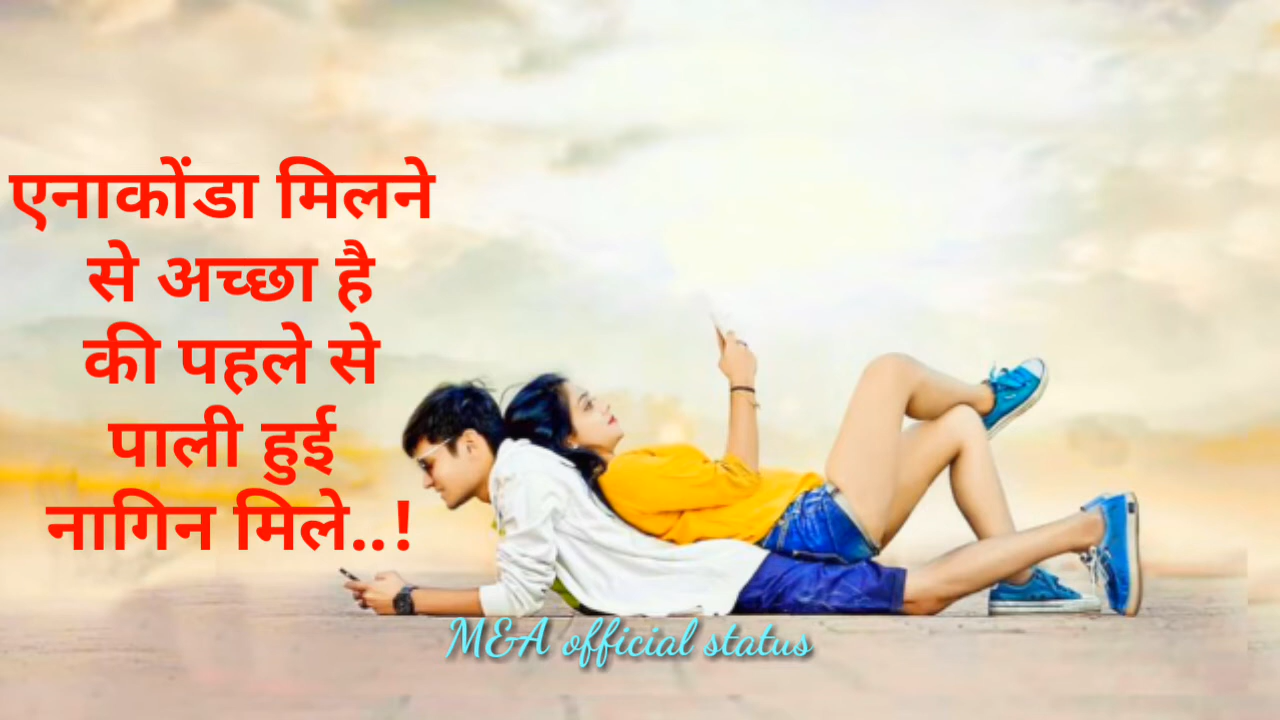 एनाकोंडा मिलने
से अच्छा है
की पहले से
पाली हुई
नागिन मिले..!
M&A official status